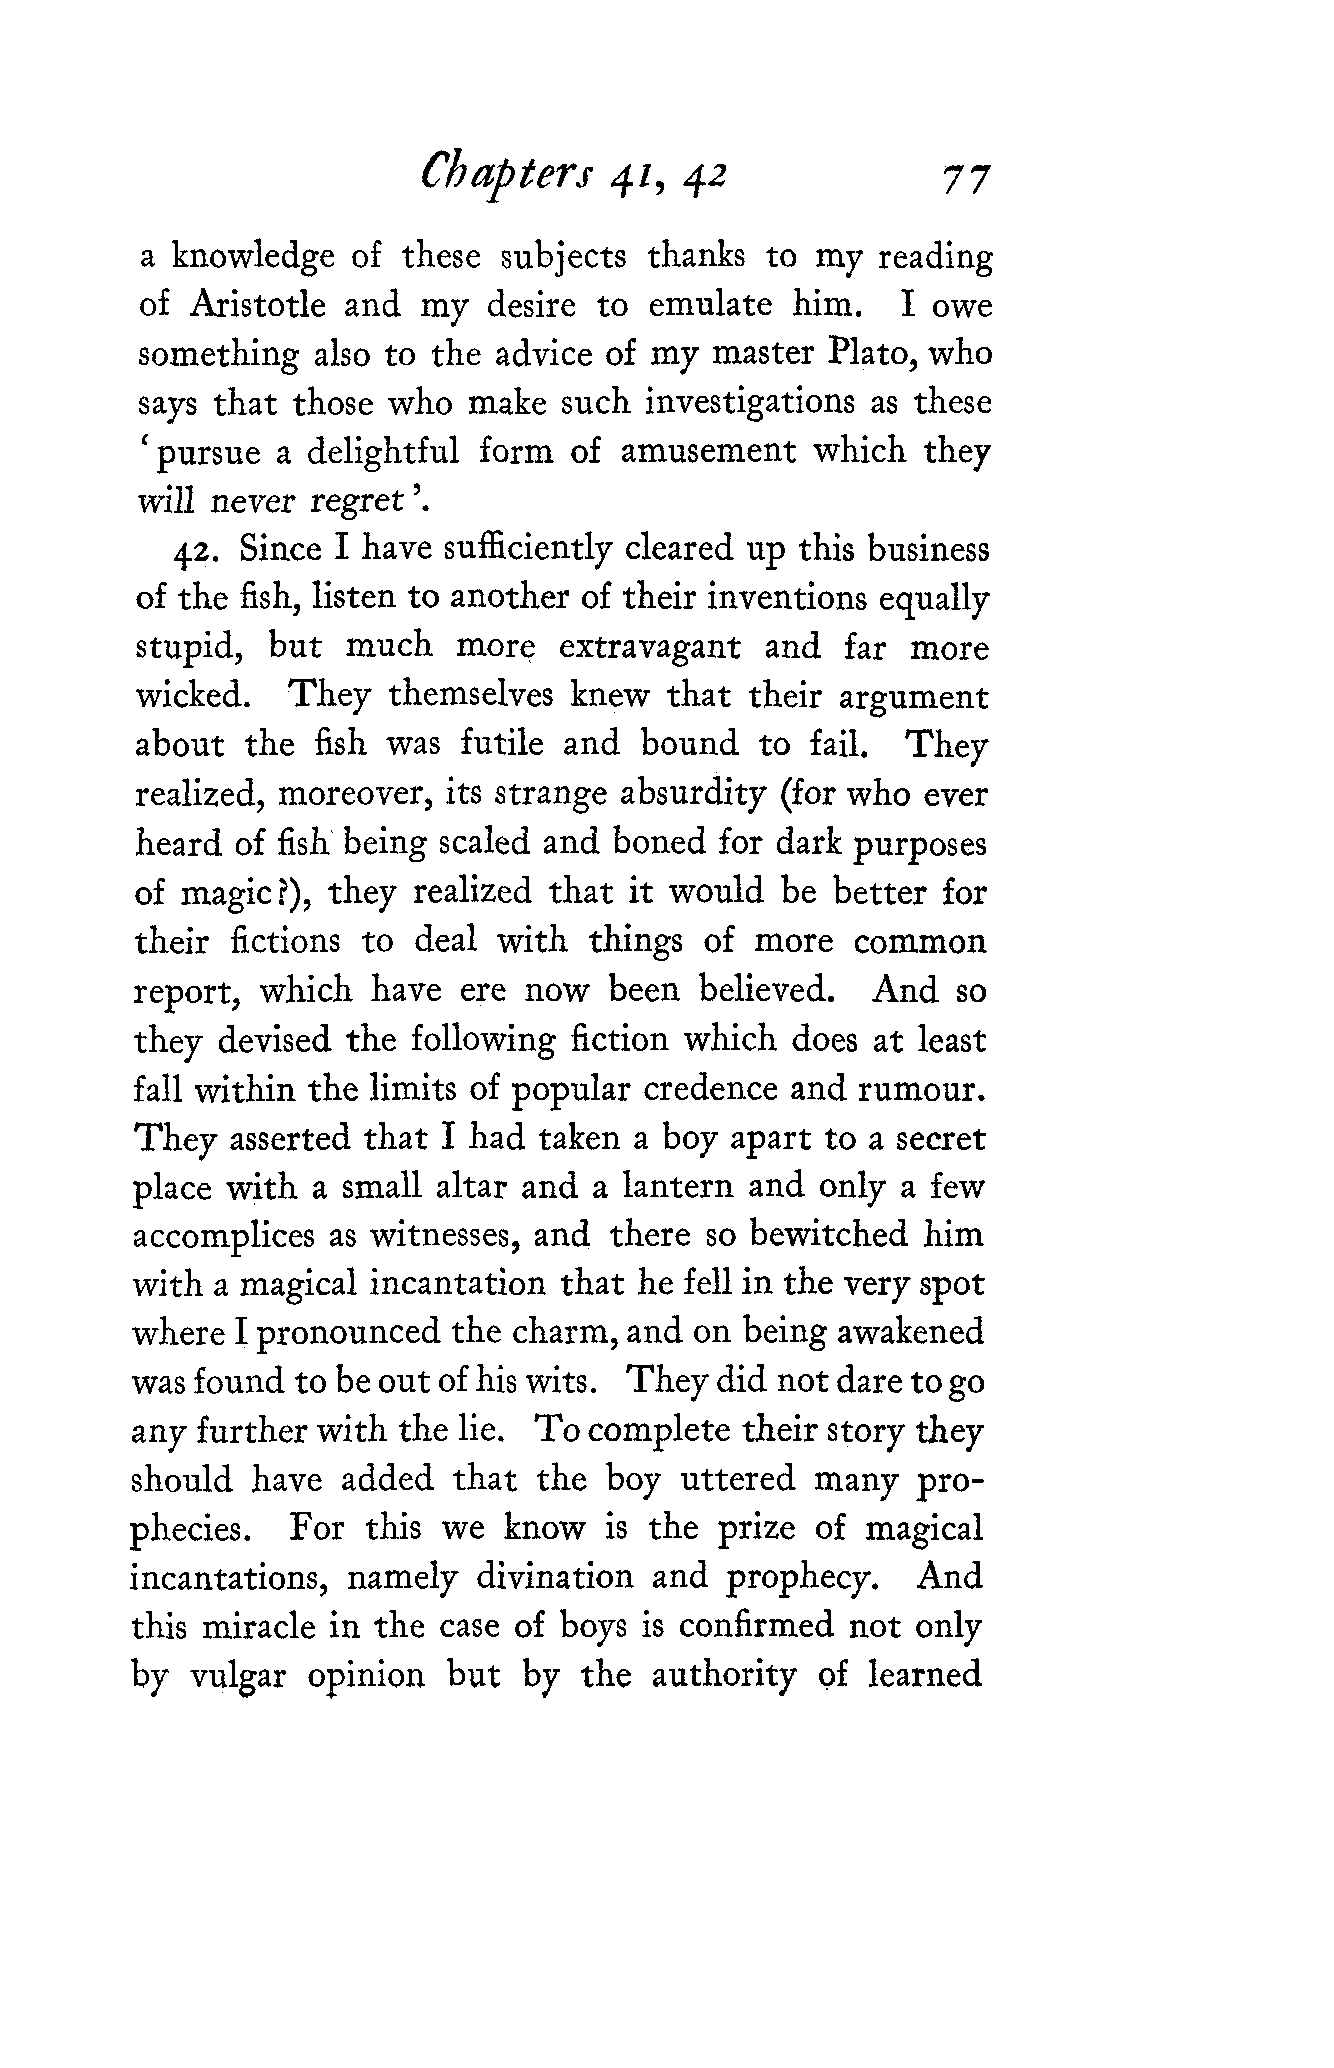 Chapters 41, 42 77
a knowledge of these subjects thanks to my reading
of Aristotle and my desire to emulate him. I owe
something also to the advice of my master Plato, who
says that those who make such investigations as these
‘ pursue a delightful form of amusement which they
will never regret ’.
42. Since I have sufficiently cleared up this business
of the fish, listen to another of their inventions equally
stupid, but much more extravagant and far more
wicked. They themselves knew that their argument
about the fish was futile and bound to fail. They
realized, moreover, its strange absurdity (for who ever
heard of fish being scaled and boned for dark purposes
of magic?), they realized that it would be better for
their fictions to deal with things of more common
report, which have ere now been believed. And so
they devised the following fiction which does at least
fall within the limits of popular credence and rumour.
They asserted that I had taken a boy apart to a secret
place with a small altar and a lantern and only a few
accomplices as witnesses, and there so bewitched him
with a magical incantation that he fell in the very spot
where I pronounced the charm, and on being awakened
was found to be out of his wits. They did not dare to go
any further with the lie. To complete their story they
should have added that the boy uttered many pro-
phecies. For this we know is the prize of magical
incantations, namely divination and prophecy. And
this miracle in the case of boys is confirmed not only
by vulgar opinion but by the authority of learned